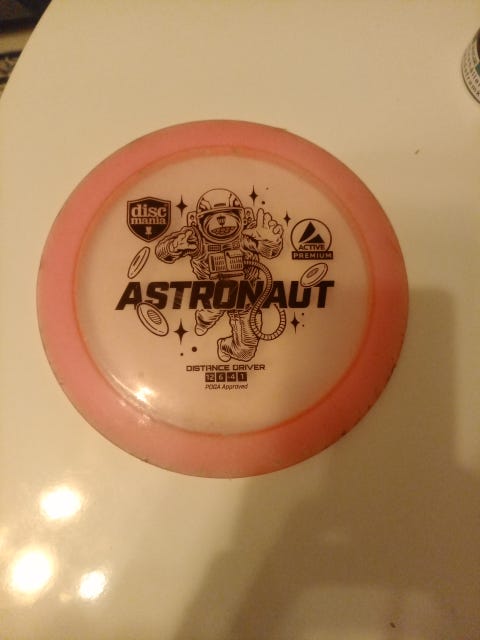 disc
mania
ACTIVE
PREMIUM
ASTRONAUT
DISTANCE DRIVER
12 6 -4 1
PDGA Approved